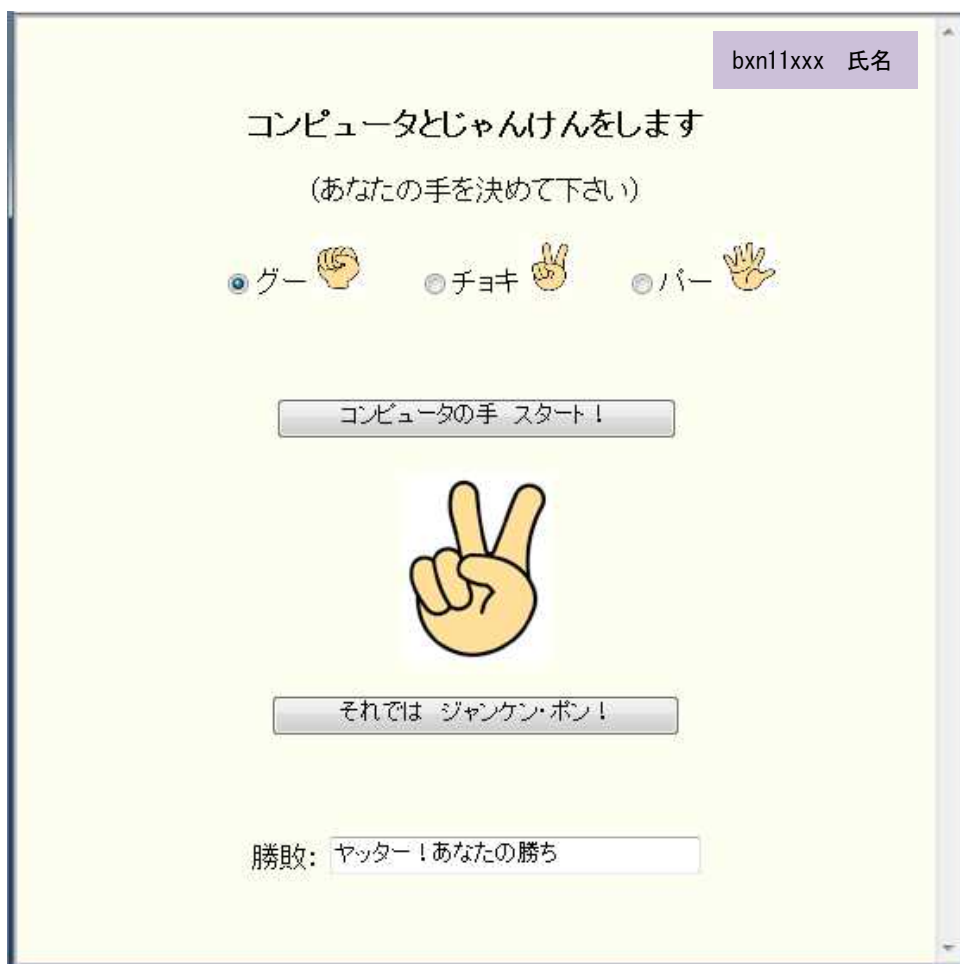 bxn11xxx 氏名
コンピュータとじゃんけんをします
(あなたの手を決めて下さい)
グー チョキ パー
コンピュータの手 スタート!
それでは ジャンケン・ポン!
勝敗: ヤッター!あなたの勝ち